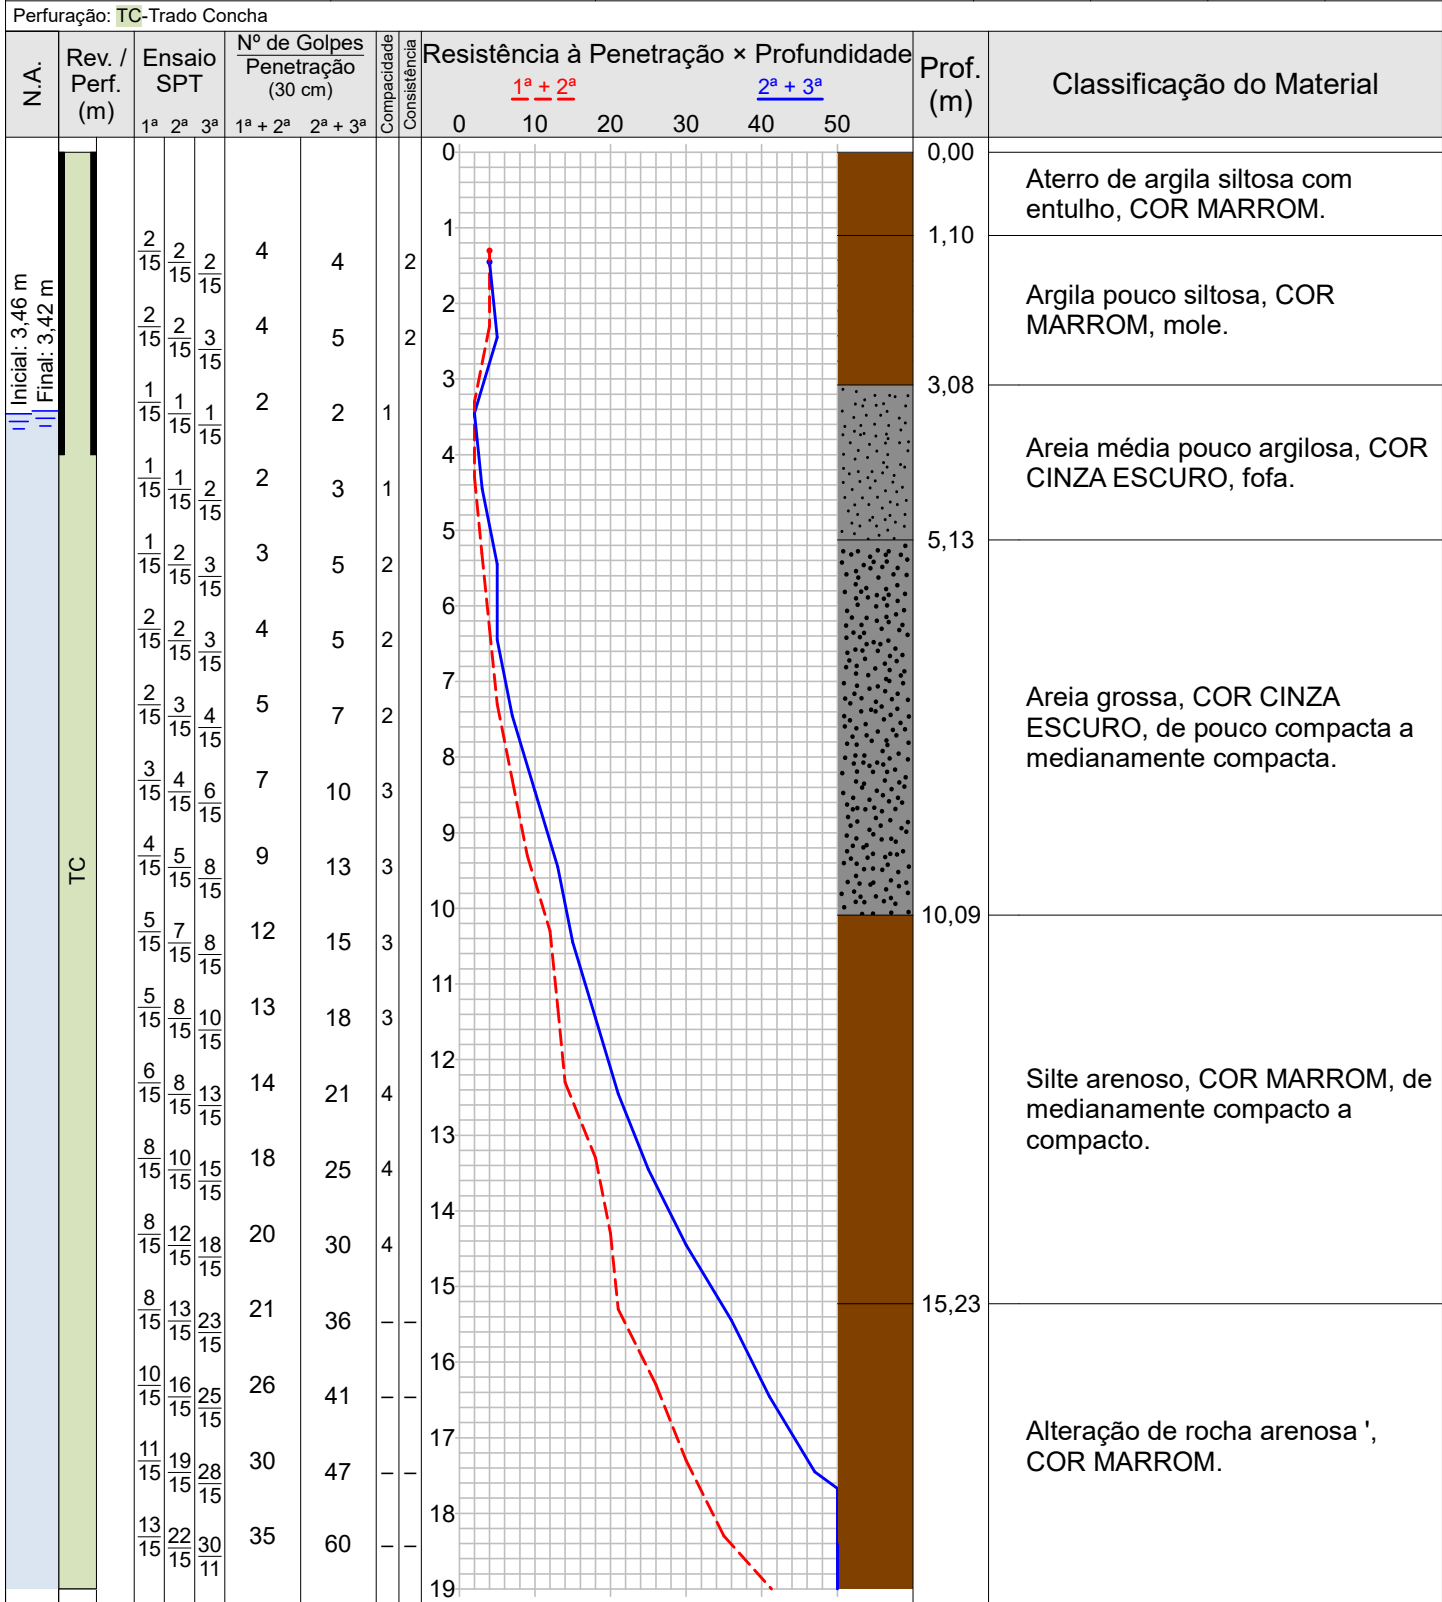 Perfuração: TC-Trado Concha
N.A.
Rev. /
Perf.
(m)
Ensaio
SPT
1ª 2ª 3ª
Nº de Golpes
Penetração
(30 cm)
1ª + 2ª 2ª + 3ª
Compacidade
Consistência
Resistência à Penetração × Profundidade
1ª + 2ª 2ª + 3ª
0 10 20 30 40 50
Prof.
(m)
Classificação do Material
Inicial: 3,46 m
Final: 3,42 m
TC
2/15 2/15 2/15 4 4 2
2/15 2/15 3/15 4 5 2
1/15 1/15 1/15 2 2 1
1/15 1/15 2/15 2 3 1
1/15 2/15 3/15 3 5 2
2/15 2/15 3/15 4 5 2
2/15 3/15 4/15 5 7 2
3/15 4/15 6/15 7 10 3
4/15 5/15 8/15 9 13 3
5/15 7/15 8/15 12 15 3
5/15 8/15 10/15 13 18 3
6/15 8/15 13/15 14 21 4
8/15 10/15 15/15 18 25 4
8/15 12/15 18/15 20 30 4
8/15 13/15 23/15 21 36 – –
10/15 16/15 25/15 26 41 – –
11/15 19/15 28/15 30 47 – –
13/15 22/15 30/11 35 60 – –
0
1
2
3
4
5
6
7
8
9
10
11
12
13
14
15
16
17
18
19
0,00
Aterro de argila siltosa com
entulho, COR MARROM.
1,10
Argila pouco siltosa, COR
MARROM, mole.
3,08
Areia média pouco argilosa, COR
CINZA ESCURO, fofa.
5,13
Areia grossa, COR CINZA
ESCURO, de pouco compacta a
medianamente compacta.
10,09
Silte arenoso, COR MARROM, de
medianamente compacto a
compacto.
15,23
Alteração de rocha arenosa ',
COR MARROM.